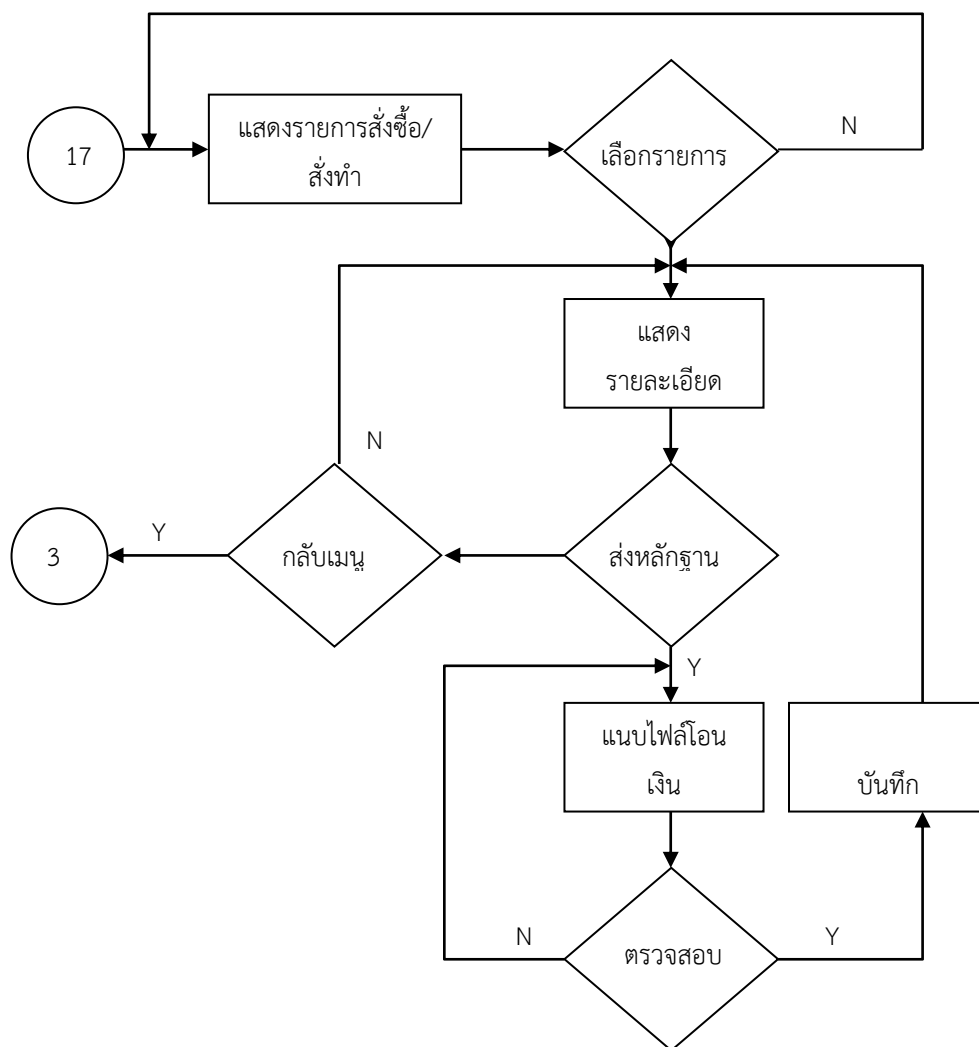 17
แสดงรายการสั่งซื้อ/
สั่งทำ
เลือกรายการ
N
แสดง
รายละเอียด
N
Y
3
กลับเมนู
ส่งหลักฐาน
Y
แนบไฟล์โอน
เงิน
บันทึก
N
ตรวจสอบ
Y